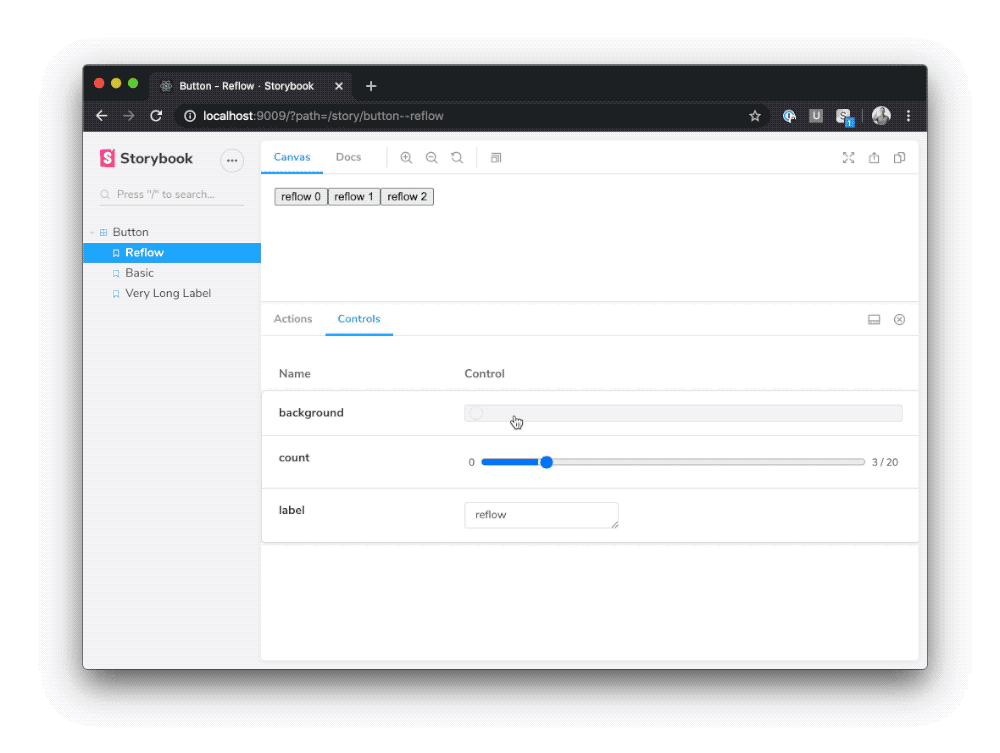 Button - Reflow · Storybook
localhost:9009/?path=/story/button--reflow
U
1
S Storybook
Canvas Docs
Press "/" to search...
reflow 0 reflow 1 reflow 2
Button
Reflow
Basic
Very Long Label
Actions Controls
Name Control
background
count 0 3 / 20
label reflow